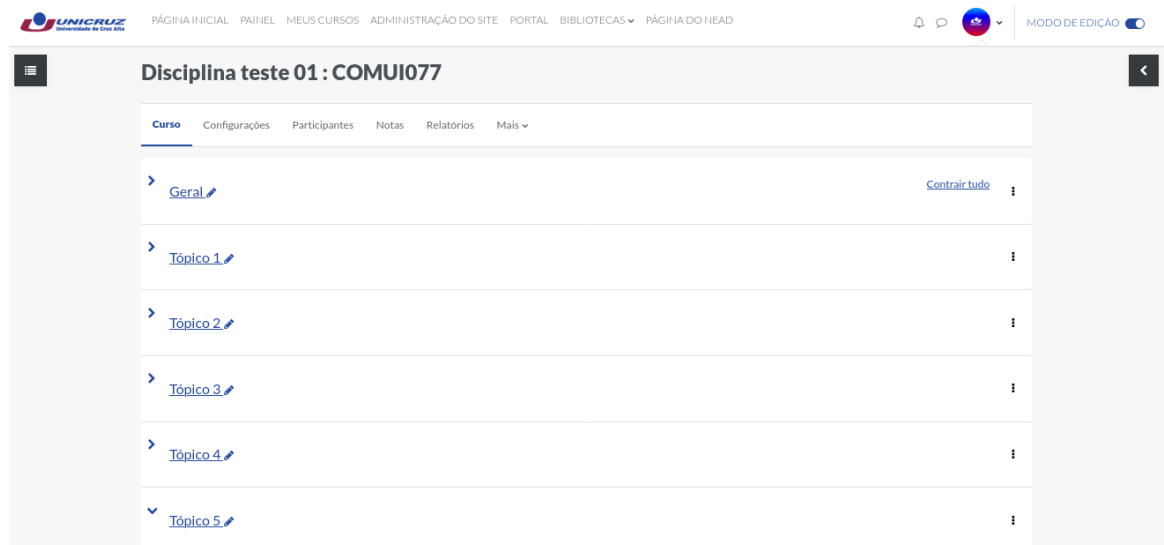 UNICRUZ
Universidade de Cruz Alta
PÁGINA INICIAL PAINEL MEUS CURSOS ADMINISTRAÇÃO DO SITE PORTAL BIBLIOTECAS PÁGINA DO NEAD
MODO DE EDIÇÃO
Disciplina teste 01 : COMUI077
Curso Configurações Participantes Notas Relatórios Mais
Geral
Contrair tudo
Tópico 1
Tópico 2
Tópico 3
Tópico 4
Tópico 5